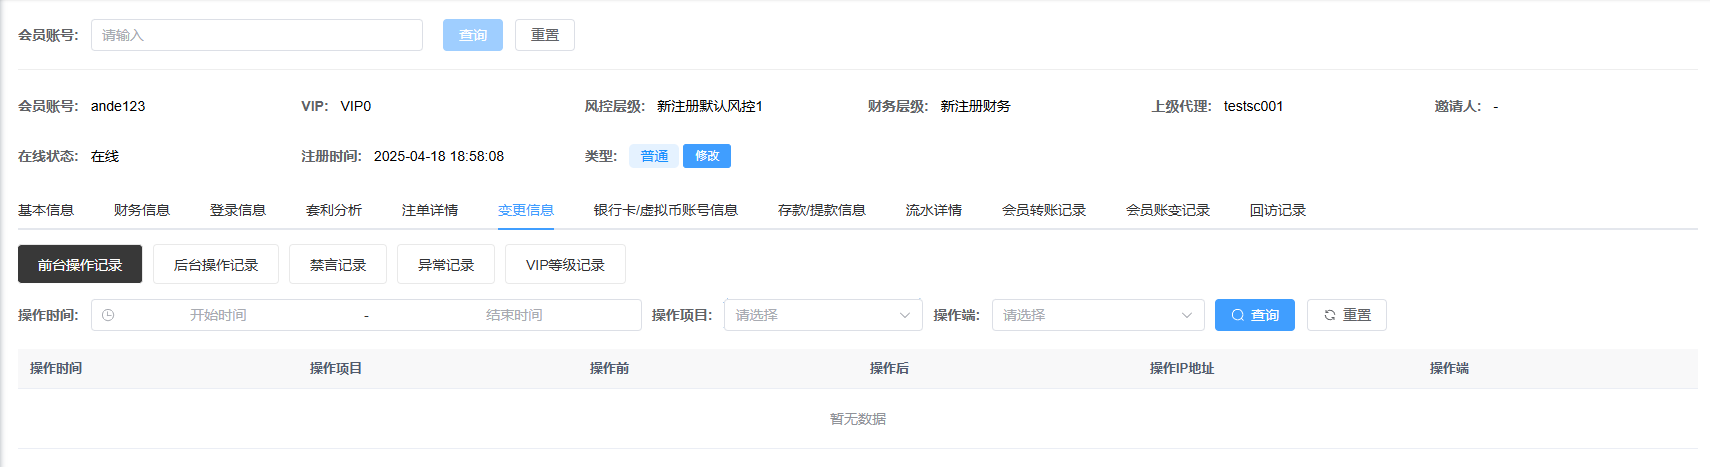 会员账号: 请输入 查询 重置
会员账号: ande123 VIP: VIP0 风控层级: 新注册默认风控1 财务层级: 新注册财务 上级代理: testsc001 邀请人: -
在线状态: 在线 注册时间: 2025-04-18 18:58:08 类型: 普通 修改
基本信息 财务信息 登录信息 套利分析 注单详情 变更信息 银行卡/虚拟币账号信息 存款/提款信息 流水详情 会员转账记录 会员账变记录 回访记录
前台操作记录 后台操作记录 禁言记录 异常记录 VIP等级记录
操作时间: 开始时间 - 结束时间 操作项目: 请选择 操作端: 请选择 查询 重置
操作时间 操作项目 操作前 操作后 操作IP地址 操作端
暂无数据